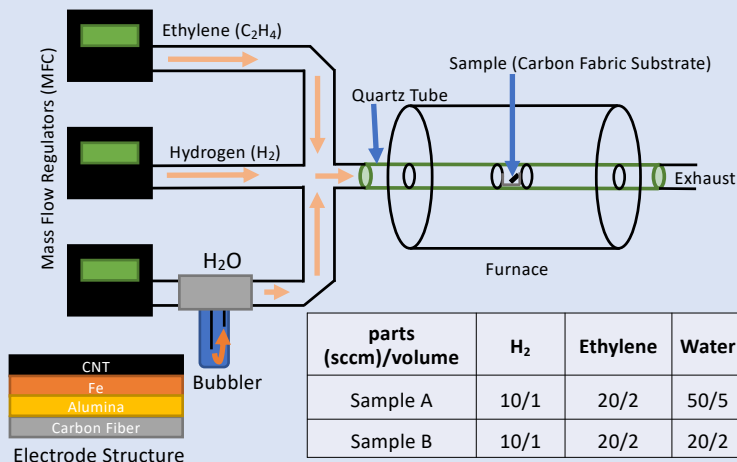 Ethylene (C₂H₄)
Mass Flow Regulators (MFC)
Sample (Carbon Fabric Substrate)
Quartz Tube
Hydrogen (H₂)
Exhaust
H₂O
Furnace
Bubbler
parts (sccm)/volume H₂ Ethylene Water
Sample A 10/1 20/2 50/5
Sample B 10/1 20/2 20/2
CNT
Fe
Alumina
Carbon Fiber
Electrode Structure